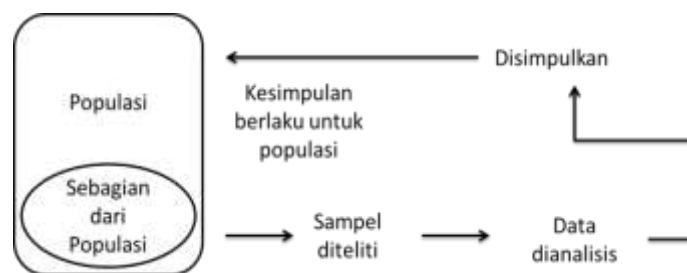 Populasi
Sebagian
dari
Populasi
Sampel
diteliti
Data
dianalisis
Disimpulkan
Kesimpulan
berlaku untuk
populasi